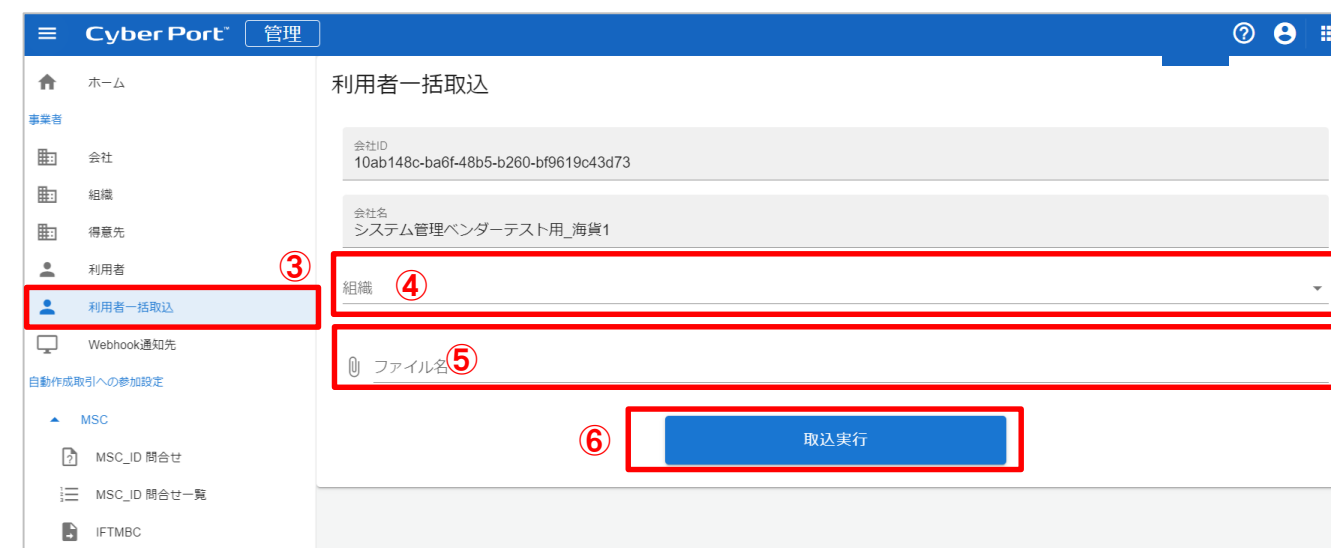 Cyber Port™ 管理
ホーム
事業者
会社
組織
得意先
利用者
③
利用者一括取込
Webhook通知先
自動作成取引への参加設定
MSC
MSC_ID 問合せ
MSC_ID 問合せ一覧
IFTMBC
利用者一括取込
会社ID
10ab148c-ba6f-48b5-b260-bf9619c43d73
会社名
システム管理ベンダーテスト用_海貨1
組織 ④
ファイル名 ⑤
⑥ 取込実行